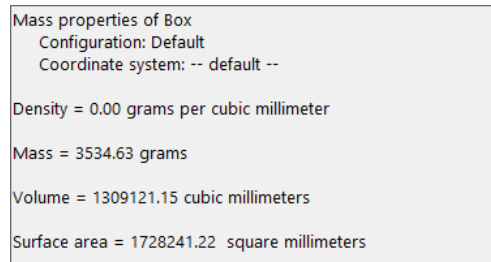 Mass properties of Box
Configuration: Default
Coordinate system: -- default --
Density = 0.00 grams per cubic millimeter
Mass = 3534.63 grams
Volume = 1309121.15 cubic millimeters
Surface area = 1728241.22  square millimeters